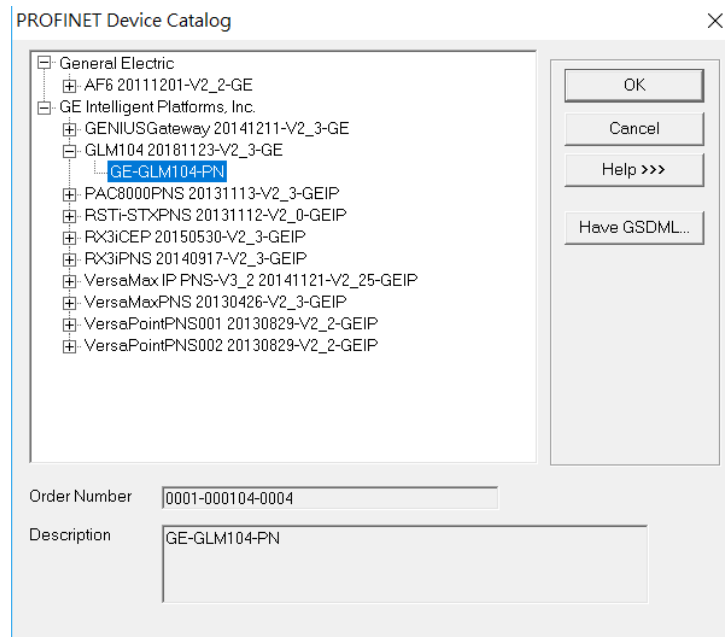 PROFINET Device Catalog
General Electric
AF6 20111201-V2_2-GE
GE Intelligent Platforms, Inc.
GENIUSGateway 20141211-V2_3-GE
GLM104 20181123-V2_3-GE
GE-GLM104-PN
PAC8000PNS 20131113-V2_3-GEIP
RSTi-STXPNS 20131112-V2_0-GEIP
RX3iCEP 20150530-V2_3-GEIP
RX3iPNS 20140917-V2_3-GEIP
VersaMax IP PNS-V3_2 20141121-V2_25-GEIP
VersaMaxPNS 20130426-V2_3-GEIP
VersaPointPNS001 20130829-V2_2-GEIP
VersaPointPNS002 20130829-V2_2-GEIP
OK
Cancel
Help >>>
Have GSDML...
Order Number 0001-000104-0004
Description GE-GLM104-PN